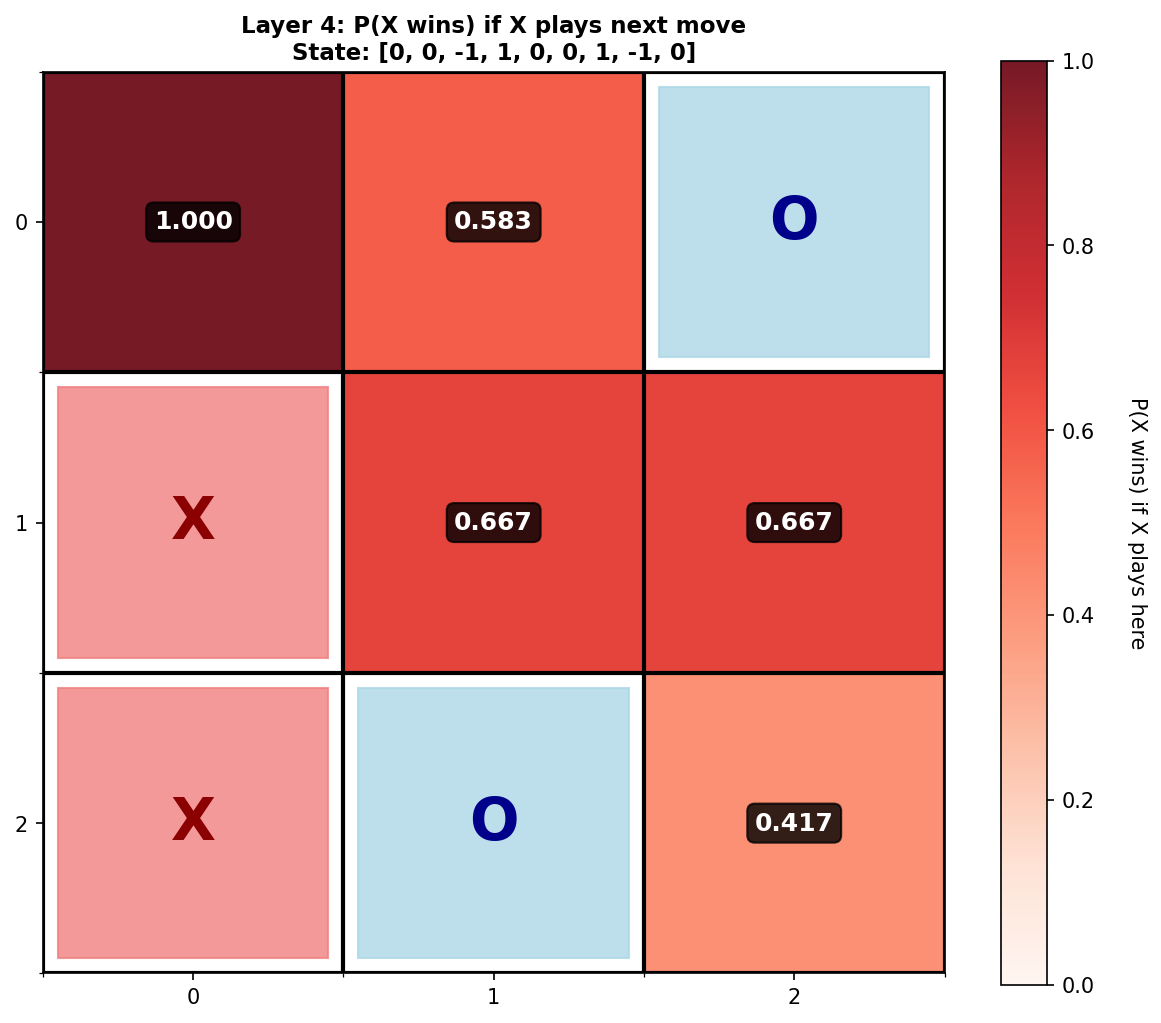 Layer 4: P(X wins) if X plays next move
State: [0, 0, -1, 1, 0, 0, 1, -1, 0]
0
1.000
0.583
O
1
X
0.667
0.667
2
X
O
0.417
0
1
2
1.0
0.8
0.6
0.4
0.2
0.0
P(X wins) if X plays here